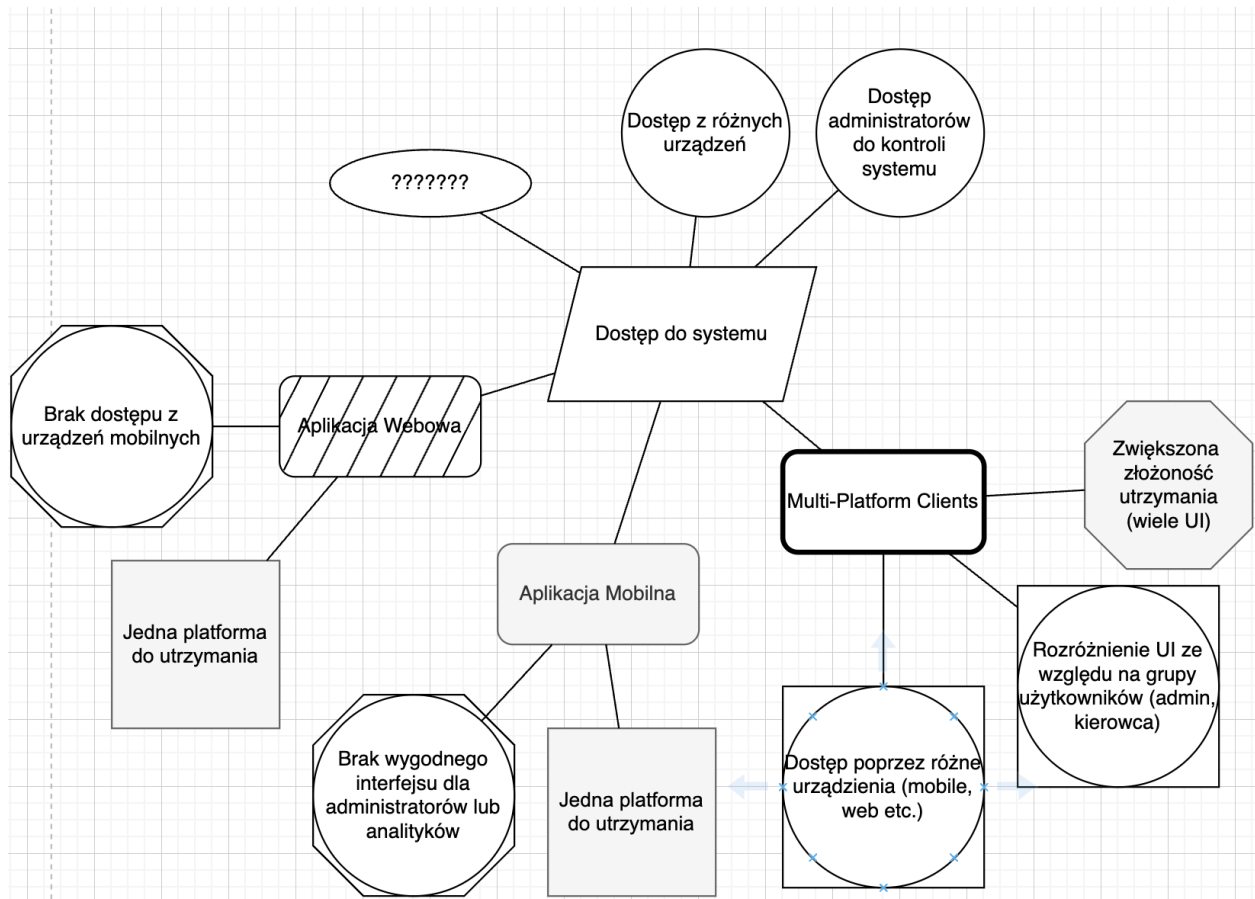 Dostęp z różnych
urządzeń
Dostęp
administratorów
do kontroli
systemu
???????
Dostęp do systemu
Brak dostępu z
urządzeń mobilnych
Aplikacja Webowa
Multi-Platform Clients
Zwiększona
złożoność
utrzymania
(wiele UI)
Aplikacja Mobilna
Jedna platforma
do utrzymania
Rozróżnienie UI ze
względu na grupy
użytkowników (admin,
kierowca)
Brak wygodnego
interfejsu dla
administratorów lub
analityków
Jedna platforma
do utrzymania
Dostęp poprzez różne
urządzienia (mobile,
web etc.)